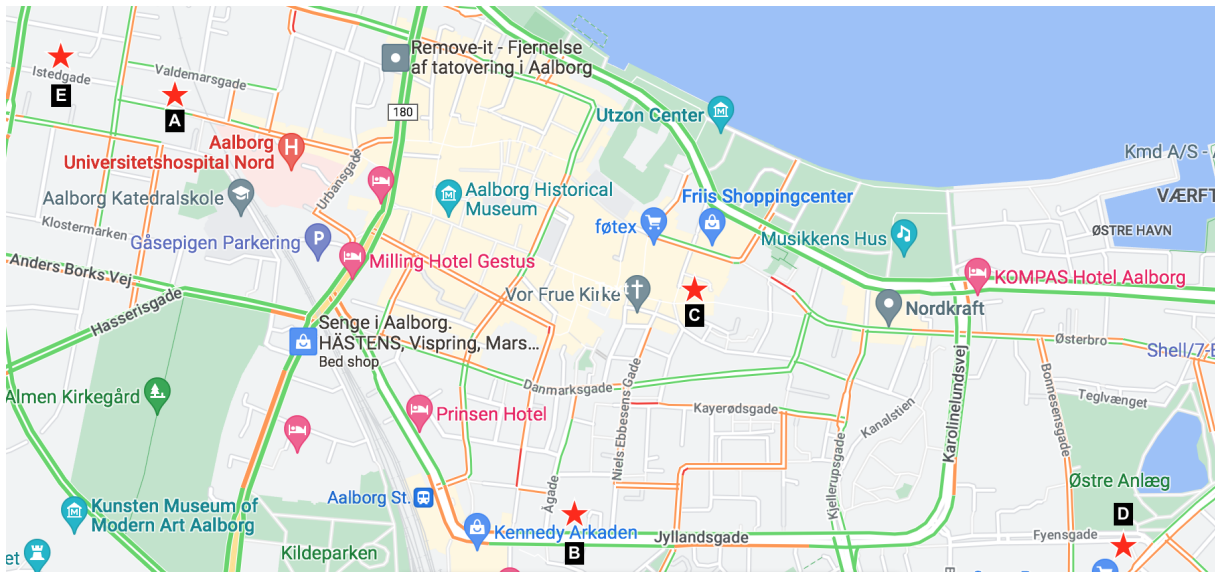 Remove-it - Fjernelse
af tatovering i Aalborg
Istedgade
Valdemarsgade
E
A
180
Utzon Center
Aalborg
Universitetshospital Nord
H
Kmd A/S -
Urbansgade
Aalborg Katedralskole
Aalborg Historical
Museum
Friis Shoppingcenter
VÆRFT
Klostermarken
føtex
ØSTRE HAVN
Gåsepigen Parkering
P
Musikkens Hus
Anders Borks Vej
Milling Hotel Gestus
KOMPAS Hotel Aalborg
Hasserisgade
Vor Frue Kirke
C
Nordkraft
Senge i Aalborg.
HÄSTENS, Vispring, Mars...
Bed shop
Østerbro
Shell/7-E
Karolinelundsvej
Danmarksgade
Niels Ebbesens Gade
Bonnesensgade
Almen Kirkegård
Teglvænget
Prinsen Hotel
Kayerødsgade
Kanalstien
Kjellerupsgade
Østre Anlæg
Aalborg St.
Ågade
Kunsten Museum of
Modern Art Aalborg
D
Kennedy Arkaden
Jyllandsgade
Fyensgade
B
Kildeparken
et